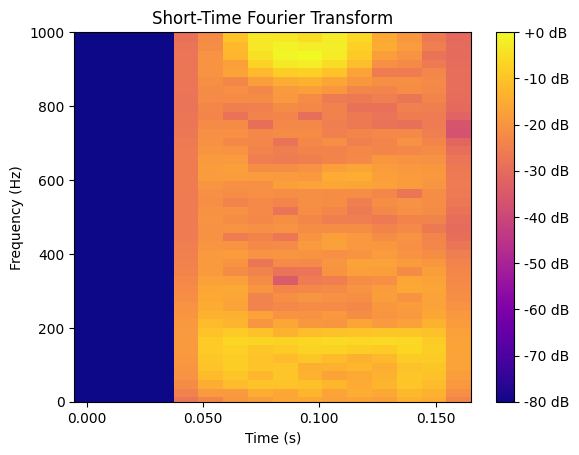 Short-Time Fourier Transform
1000
800
600
400
200
0
Frequency (Hz)
0.000
0.050
0.100
0.150
Time (s)
+0 dB
-10 dB
-20 dB
-30 dB
-40 dB
-50 dB
-60 dB
-70 dB
-80 dB